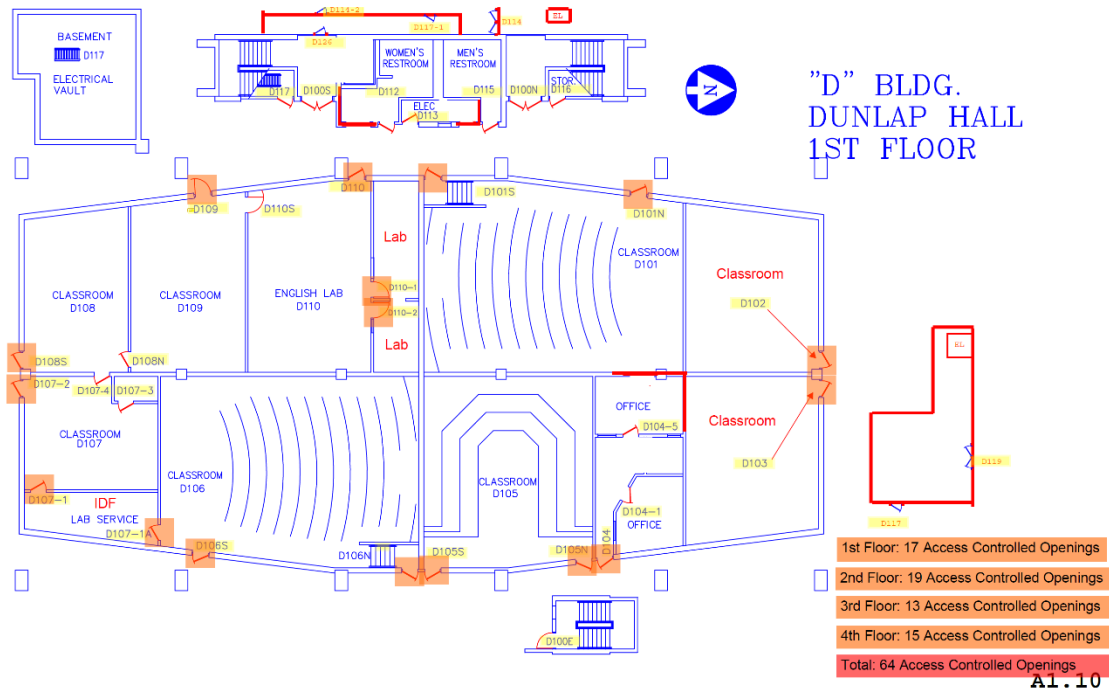 D114-2
D117-1
D114
EL
D126
BASEMENT
D117
ELECTRICAL
VAULT
WOMEN'S
RESTROOM
MEN'S
RESTROOM
D117
D100S
D112
ELEC
D113
D115
D100N
STOR.
D116
N
"D" BLDG.
DUNLAP HALL
1ST FLOOR
D109
D110S
D110
D101S
D101N
Lab
CLASSROOM
D101
Classroom
D102
CLASSROOM
D108
CLASSROOM
D109
ENGLISH LAB
D110
D110-1
D110-2
Lab
EL
D108S
D108N
D107-2
D107-4
D107-3
OFFICE
D104-5
Classroom
D103
CLASSROOM
D107
CLASSROOM
D106
CLASSROOM
D105
D119
D107-1
IDF
LAB SERVICE
D107-1A
D104-1
OFFICE
D117
D106S
D106N
D105S
D105N
D104
D100E
1st Floor: 17 Access Controlled Openings
2nd Floor: 19 Access Controlled Openings
3rd Floor: 13 Access Controlled Openings
4th Floor: 15 Access Controlled Openings
Total: 64 Access Controlled Openings
A1.10